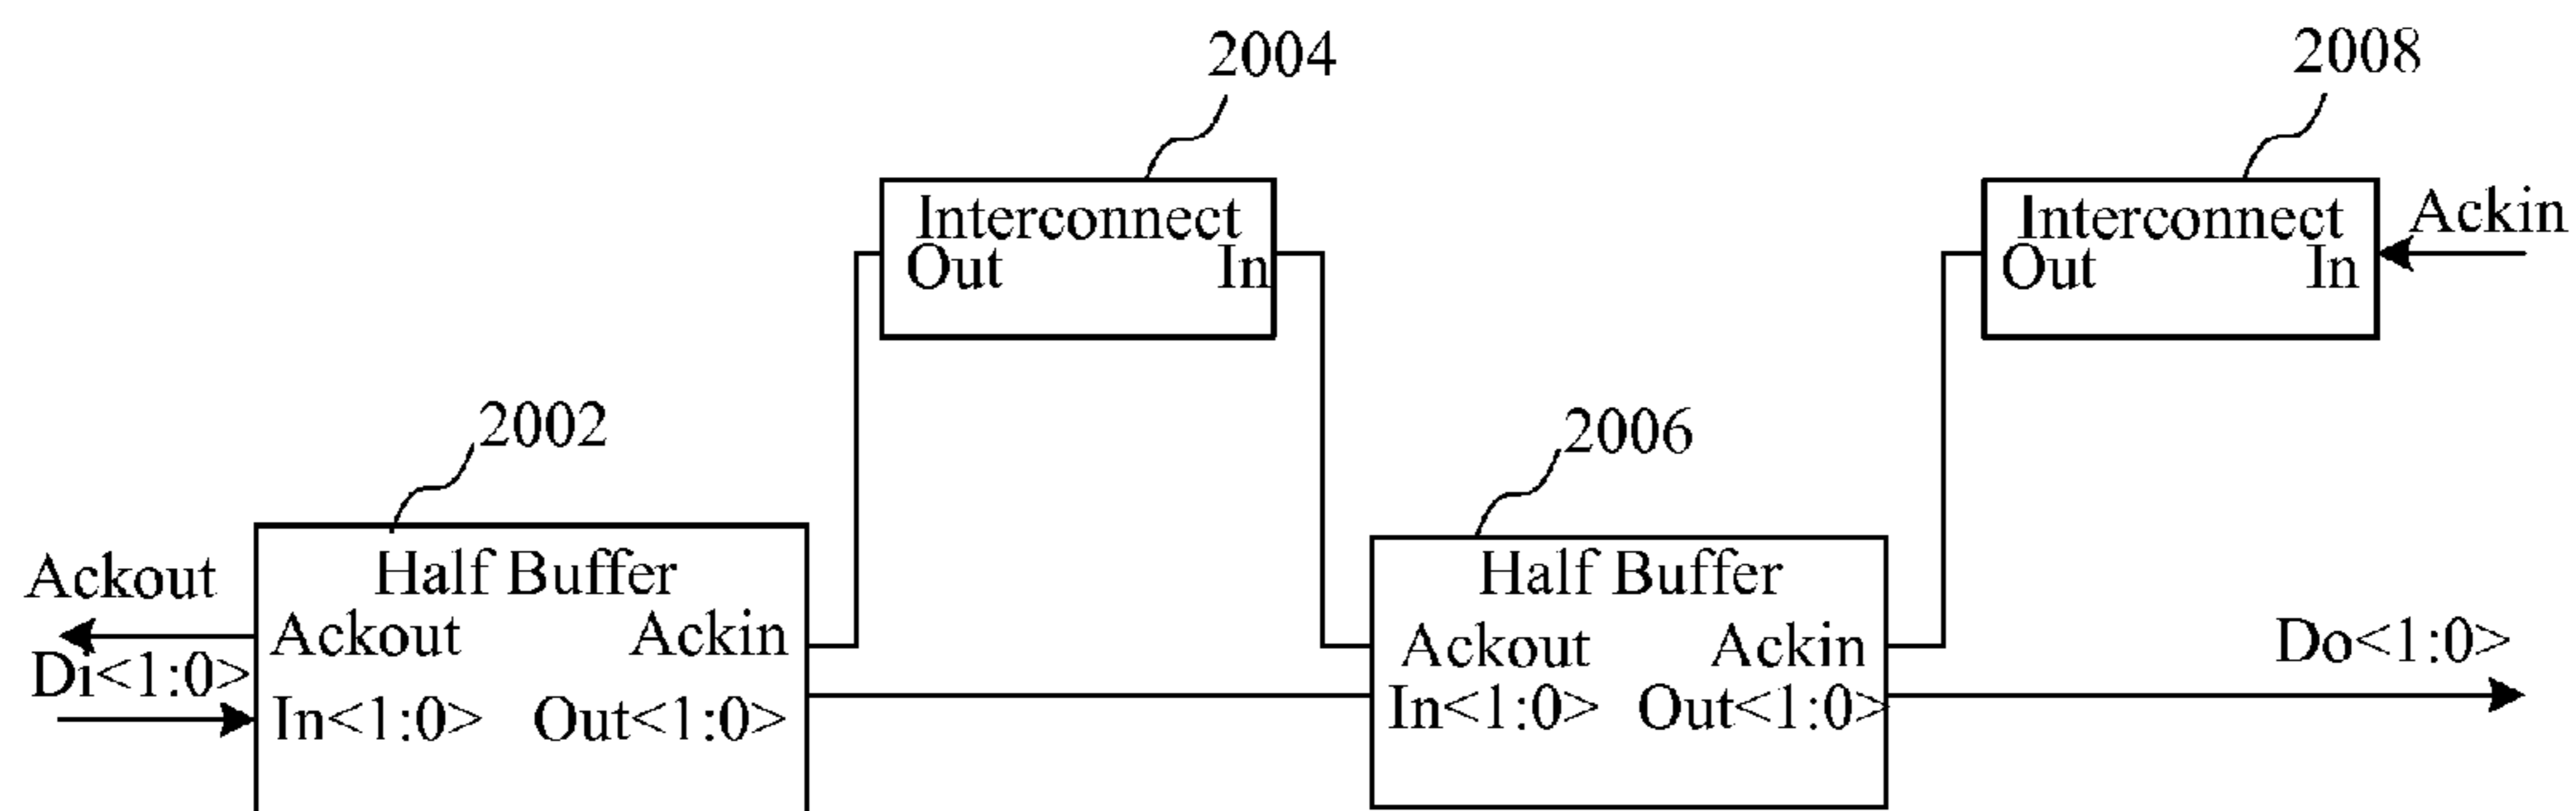 2004
2008
Interconnect
Out In
Interconnect
Out In
Ackin
2002
2006
Ackout
Di<1:0>
Half Buffer
Ackout Ackin
In<1:0> Out<1:0>
Half Buffer
Ackout Ackin
In<1:0> Out<1:0>
Do<1:0>